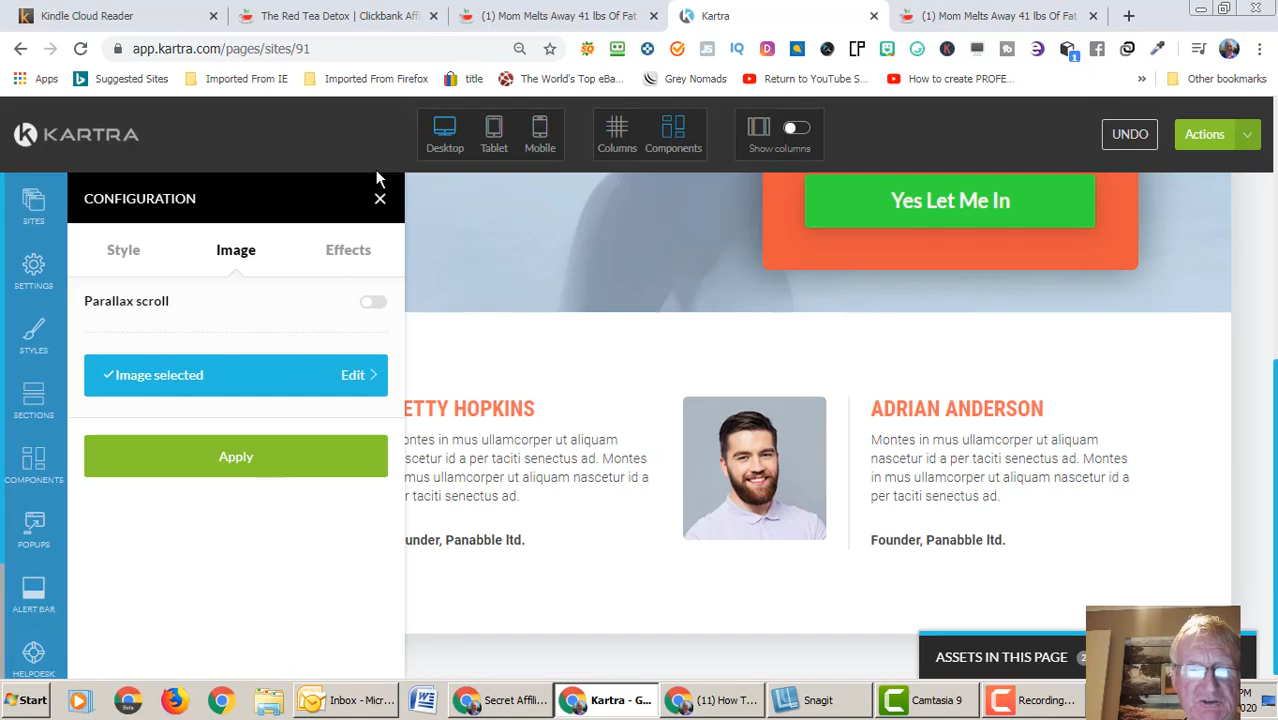 Kindle Cloud Reader
The Red Tea Detox | Clickbank Affi
(1) Mom Melts Away 41 lbs Of Fat
Kartra
(1) Mom Melts Away 41 lbs Of Fat
app.kartra.com/pages/sites/91
Apps
Suggested Sites
Imported From IE
Imported From Firefox
title
The World's Top eBa...
Grey Nomads
Return to YouTube S...
How to create PROFE...
Other bookmarks
KARTRA
Desktop
Tablet
Mobile
Columns
Components
Show columns
UNDO
Actions
SITES
SETTINGS
STYLES
SECTIONS
COMPONENTS
POPUPS
ALERT BAR
HELPDESK
CONFIGURATION
Style
Image
Effects
Parallax scroll
Image selected
Edit
Apply
Yes Let Me In
ETTY HOPKINS
ontes in mus ullamcorper ut aliquam
ascetur id a per taciti senectus ad. Montes
in mus ullamcorper ut aliquam nascetur id a
er taciti senectus ad.
under, Panabble ltd.
ADRIAN ANDERSON
Montes in mus ullamcorper ut aliquam
nascetur id a per taciti senectus ad. Montes
in mus ullamcorper ut aliquam nascetur id a
per taciti senectus ad.
Founder, Panabble ltd.
ASSETS IN THIS PAGE
Start
Inbox - Micr...
Secret Affilia...
Kartra - G...
(11) How T...
Snagit
Camtasia 9
Recording...
PM
2020